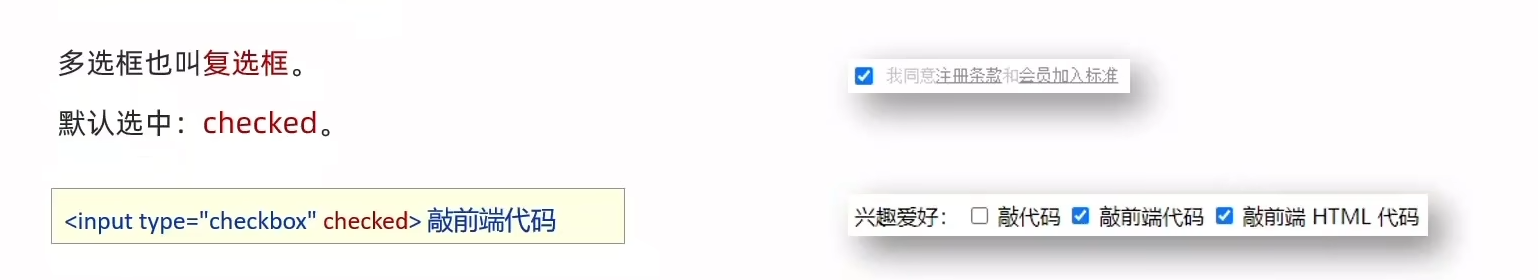 多选框也叫复选框。
默认选中：checked。
<input type="checkbox" checked> 敲前端代码
我同意注册条款和会员加入标准
兴趣爱好： 敲代码 敲前端代码 敲前端 HTML 代码